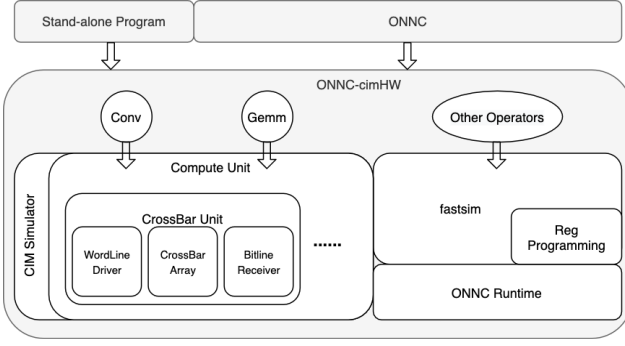 Stand-alone Program
ONNC
ONNC-cimHW
Conv
Gemm
Other Operators
CIM Simulator
Compute Unit
CrossBar Unit
WordLine
Driver
CrossBar
Array
Bitline
Receiver
......
fastsim
Reg
Programming
ONNC Runtime